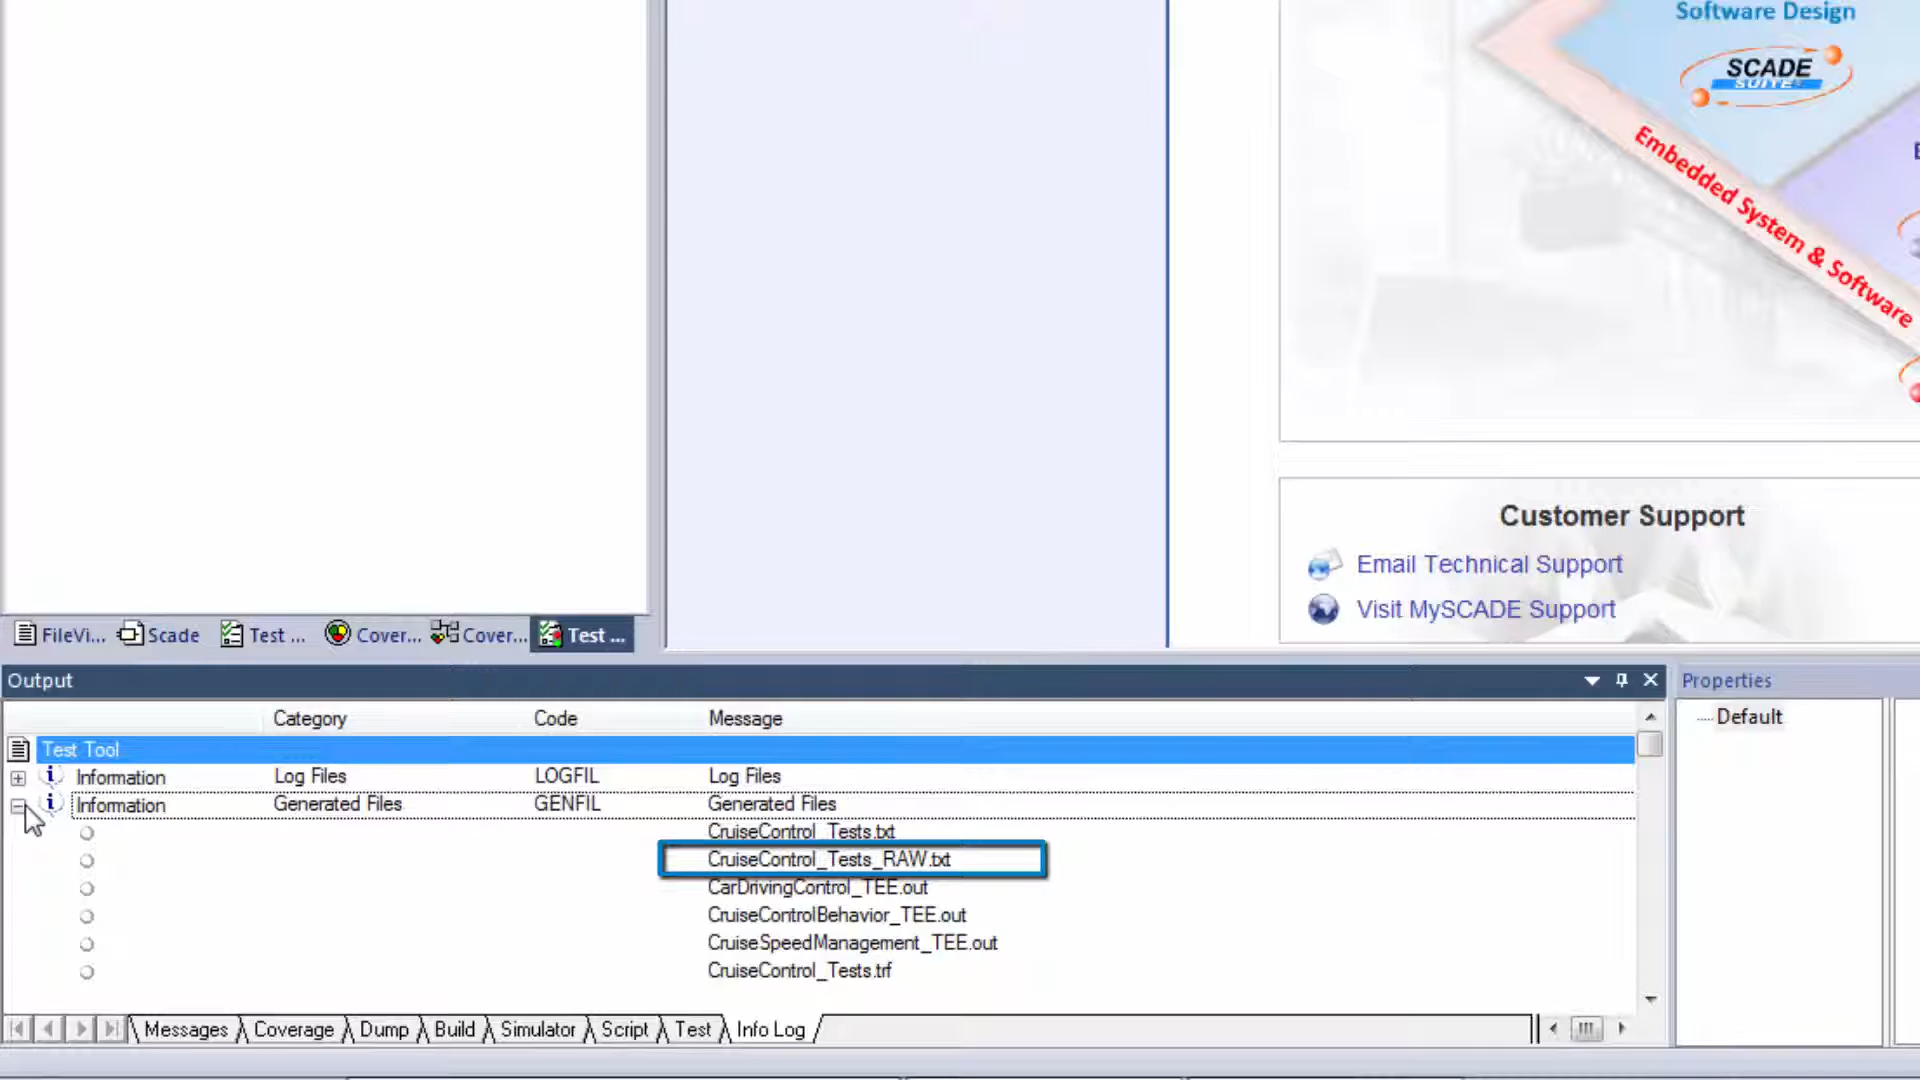 Software Design
SCADE
SUITE
Embedded System & Software
Customer Support
Email Technical Support
Visit MySCADE Support
FileVi... Scade Test ... Cover... Cover... Test ...
Output
Properties
Category Code Message
Default
Test Tool
Information Log Files LOGFIL Log Files
Information Generated Files GENFIL Generated Files
CruiseControl_Tests.txt
CruiseControl_Tests_RAW.txt
CarDrivingControl_TEE.out
CruiseControlBehavior_TEE.out
CruiseSpeedManagement_TEE.out
CruiseControl_Tests.trf
Messages Coverage Dump Build Simulator Script Test Info Log